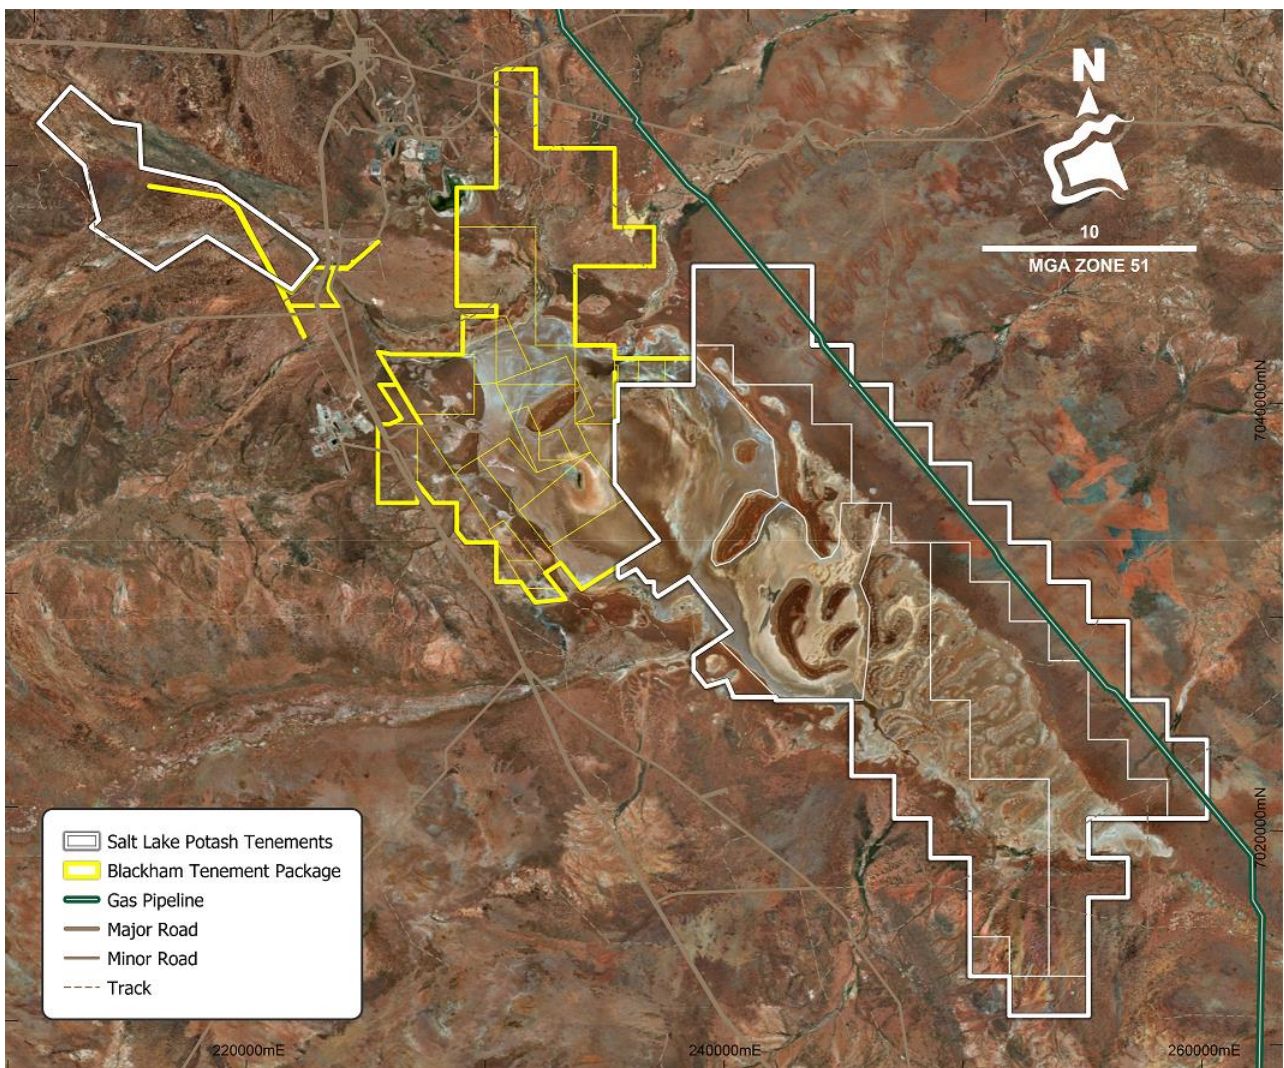 N
10
MGA ZONE 51
7040000mN
7020000mN
Salt Lake Potash Tenements
Blackham Tenement Package
Gas Pipeline
Major Road
Minor Road
Track
220000mE
240000mE
260000mE